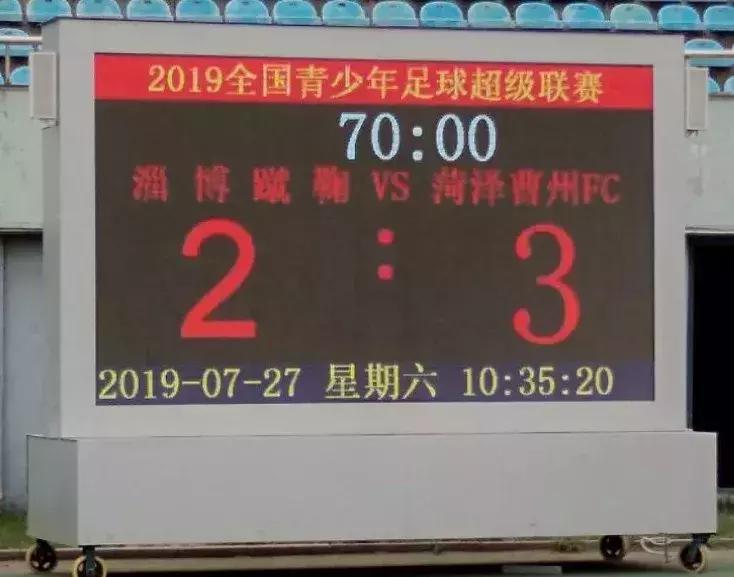 2019全国青少年足球超级联赛
70:00
淄博蹴鞠 VS 菏泽曹州FC
2 : 3
2019-07-27 星期六 10:35:20